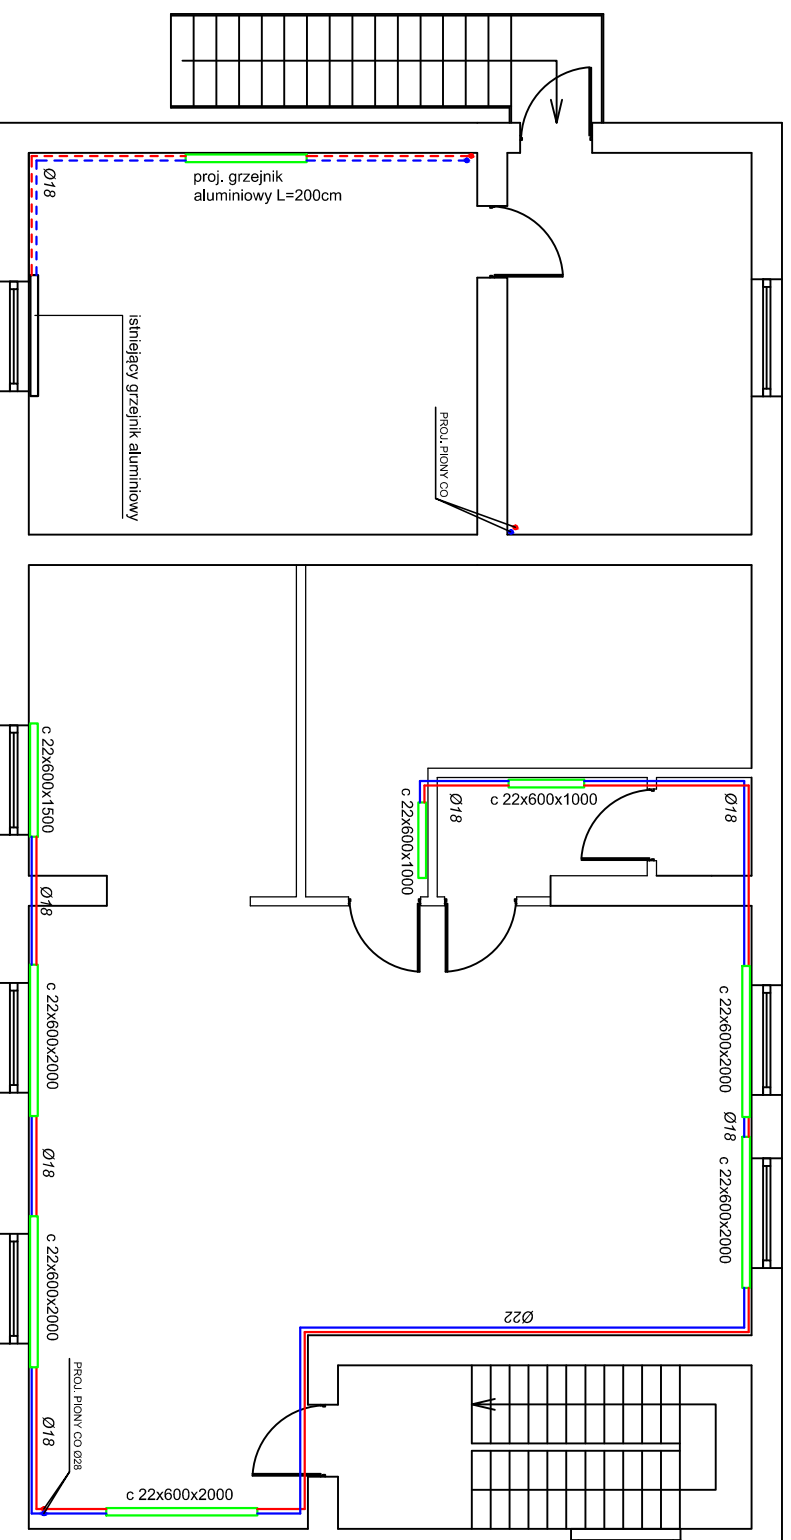 Ø18
proj. grzejnik
aluminiowy L=200cm
istniejący grzejnik aluminiowy
PROJ. PIONY CO
c 22x600x1500
Ø18
c 22x600x1000
Ø18
c 22x600x1000
Ø18
c 22x600x2000
c 22x600x2000
Ø18
Ø18
c 22x600x2000
c 22x600x2000
Ø22
Ø18
PROJ. PIONY CO Ø28
c 22x600x2000